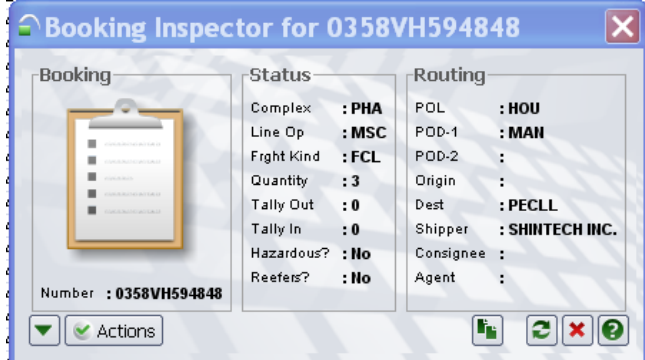 Booking Inspector for 0358VH594848
Booking
Number : 0358VH594848
Status
Complex : PHA
Line Op : MSC
Frght Kind : FCL
Quantity : 3
Tally Out : 0
Tally In : 0
Hazardous? : No
Reefers? : No
Routing
POL : HOU
POD-1 : MAN
POD-2 :
Origin :
Dest : PECLL
Shipper : SHINTECH INC.
Consignee :
Agent :
Actions